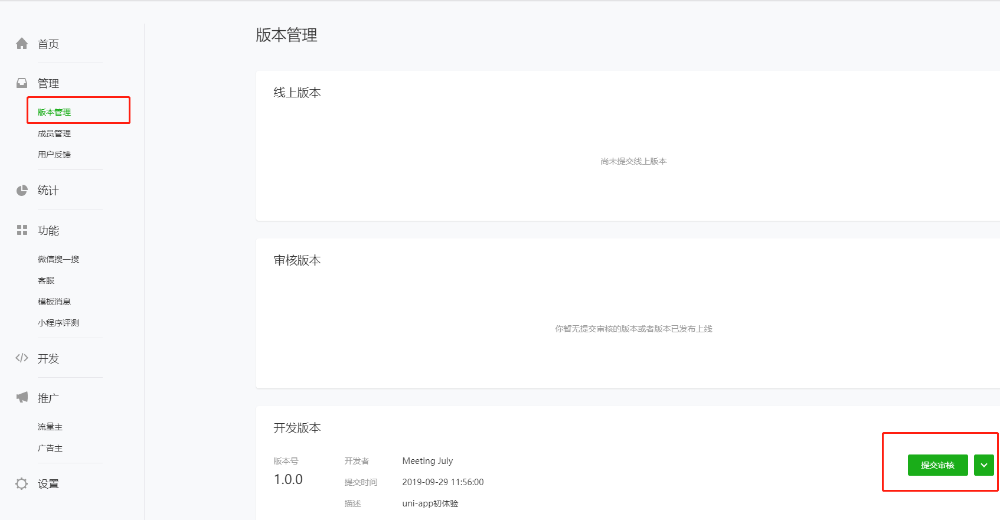 首页
管理
版本管理
成员管理
用户反馈
统计
功能
微信搜一搜
客服
模板消息
小程序评测
开发
推广
流量主
广告主
设置
版本管理
线上版本
尚未提交线上版本
审核版本
你暂无提交审核的版本或者版本已发布上线
开发版本
版本号
1.0.0
开发者 Meeting July
提交时间 2019-09-29 11:56:00
描述 uni-app初体验
提交审核